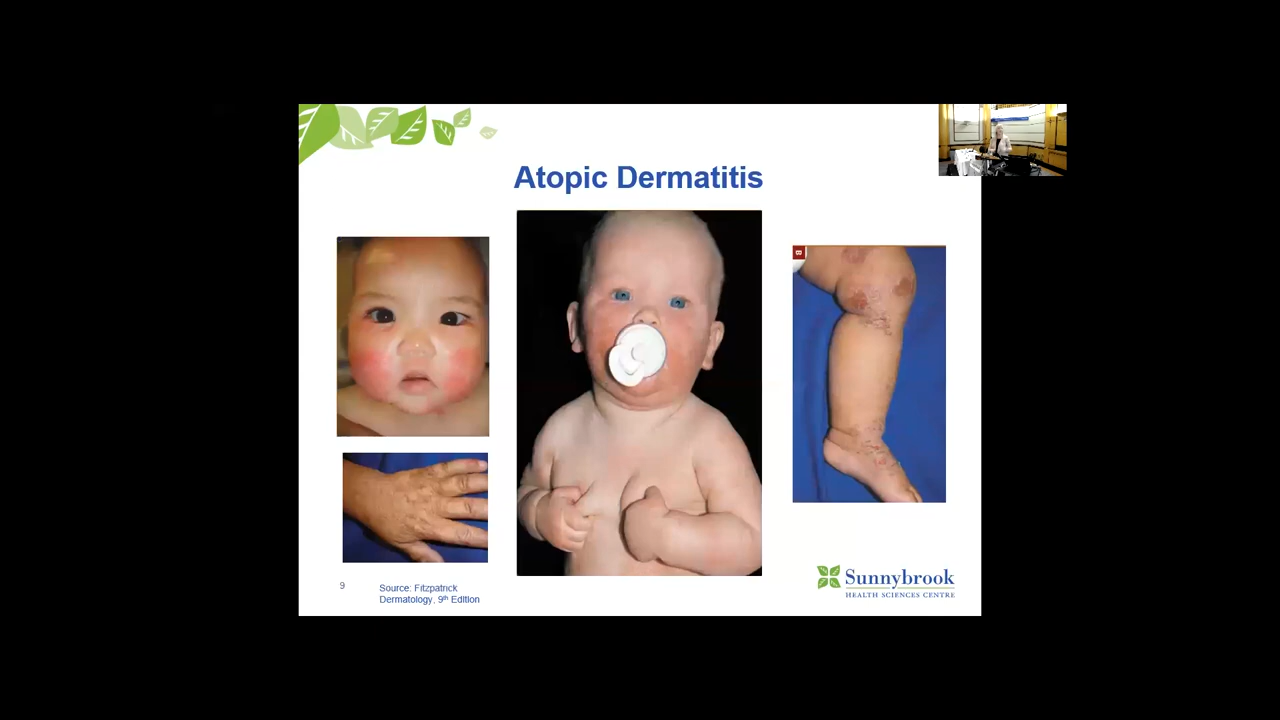 Atopic Dermatitis
9
Source: Fitzpatrick
Dermatology, 9th Edition
Sunnybrook
HEALTH SCIENCES CENTRE